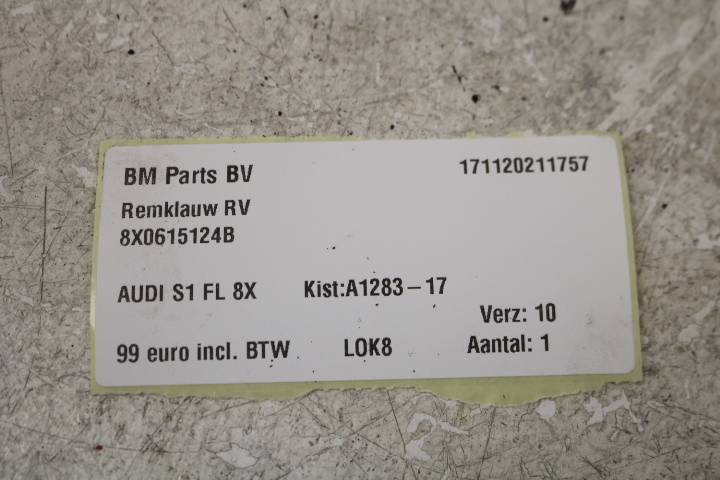 BM Parts BV 171120211757
Remklauw RV
8X0615124B
AUDI S1 FL 8X Kist:A1283-17
Verz: 10
99 euro incl. BTW LOK8 Aantal: 1